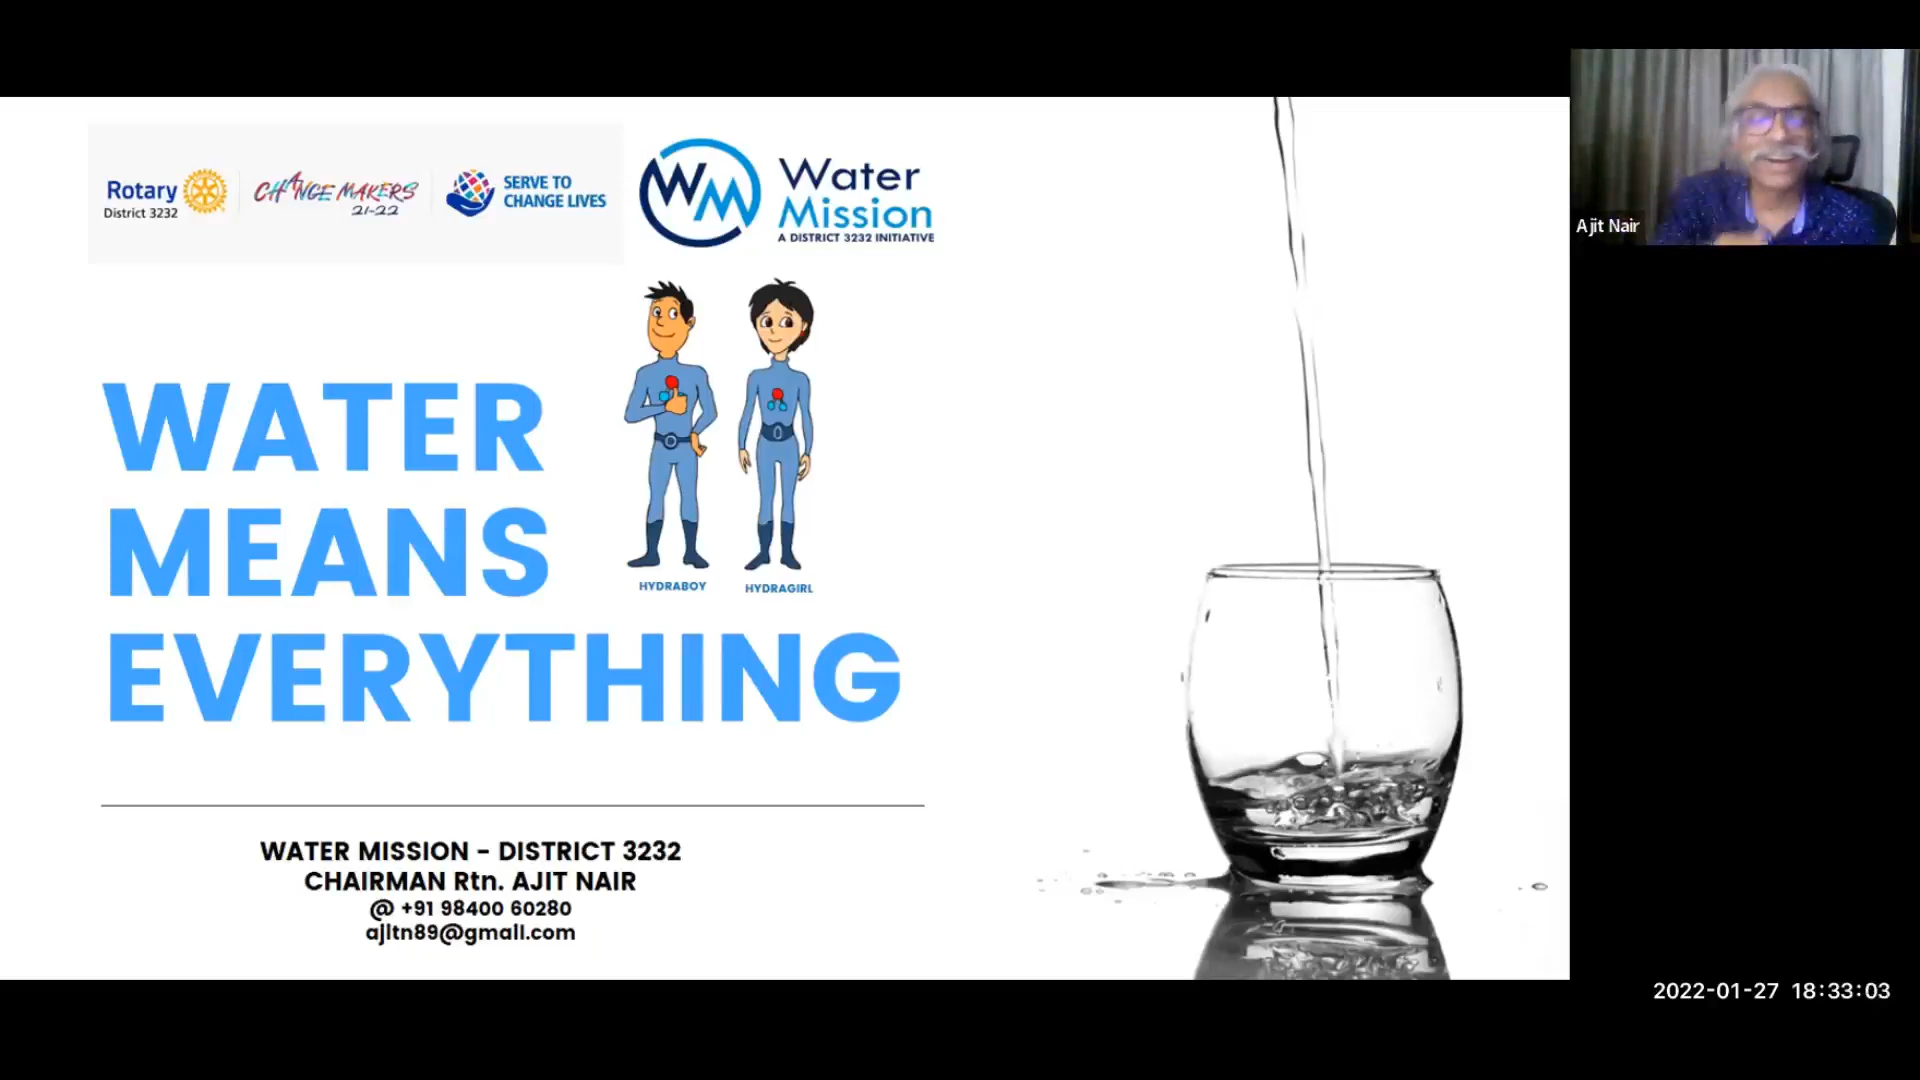 Rotary
District 3232
CHANGE MAKERS
21-22
SERVE TO
CHANGE LIVES
WM
Water
Mission
A DISTRICT 3232 INITIATIVE
Ajit Nair
HYDRABOY
HYDRAGIRL
WATER
MEANS
EVERYTHING
WATER MISSION - DISTRICT 3232
CHAIRMAN Rtn. AJIT NAIR
@ +91 98400 60280
ajitn89@gmail.com
2022-01-27 18:33:03